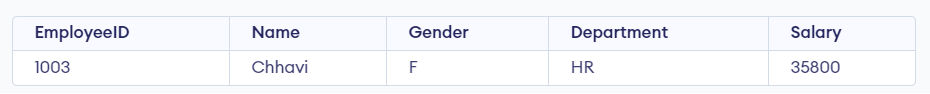 EmployeeID Name Gender Department Salary
1003 Chhavi F HR 35800